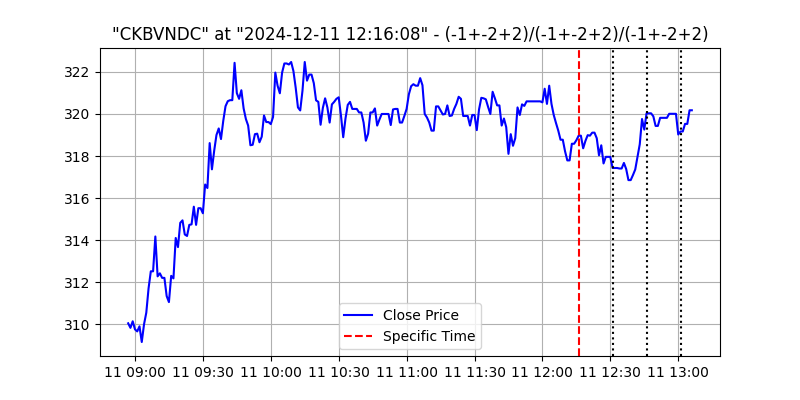 "CKBVNDC" at "2024-12-11 12:16:08" - (-1+-2+2)/(-1+-2+2)/(-1+-2+2)
322
320
318
316
314
312
310
Close Price
Specific Time
11 09:00 11 09:30 11 10:00 11 10:30 11 11:00 11 11:30 11 12:00 11 12:30 11 13:00